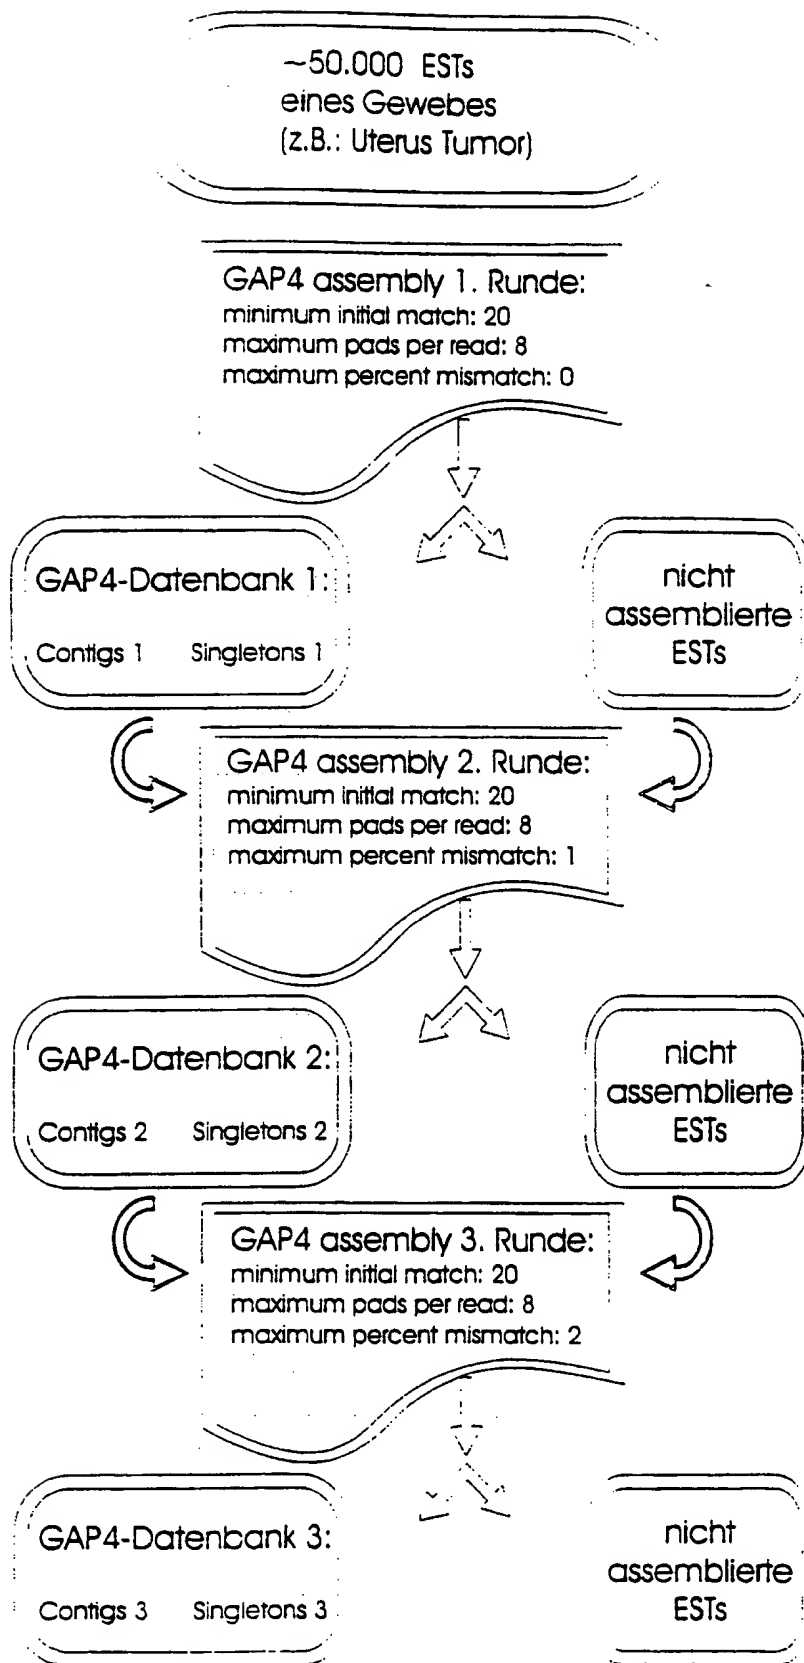 ~50.000 ESTs
eines Gewebes
(z.B.: Uterus Tumor)
GAP4 assembly 1. Runde:
minimum initial match: 20
maximum pads per read: 8
maximum percent mismatch: 0
GAP4-Datenbank 1:
Contigs 1 Singletons 1
nicht
assemblierte
ESTs
GAP4 assembly 2. Runde:
minimum initial match: 20
maximum pads per read: 8
maximum percent mismatch: 1
GAP4-Datenbank 2:
Contigs 2 Singletons 2
nicht
assemblierte
ESTs
GAP4 assembly 3. Runde:
minimum initial match: 20
maximum pads per read: 8
maximum percent mismatch: 2
GAP4-Datenbank 3:
Contigs 3 Singletons 3
nicht
assemblierte
ESTs